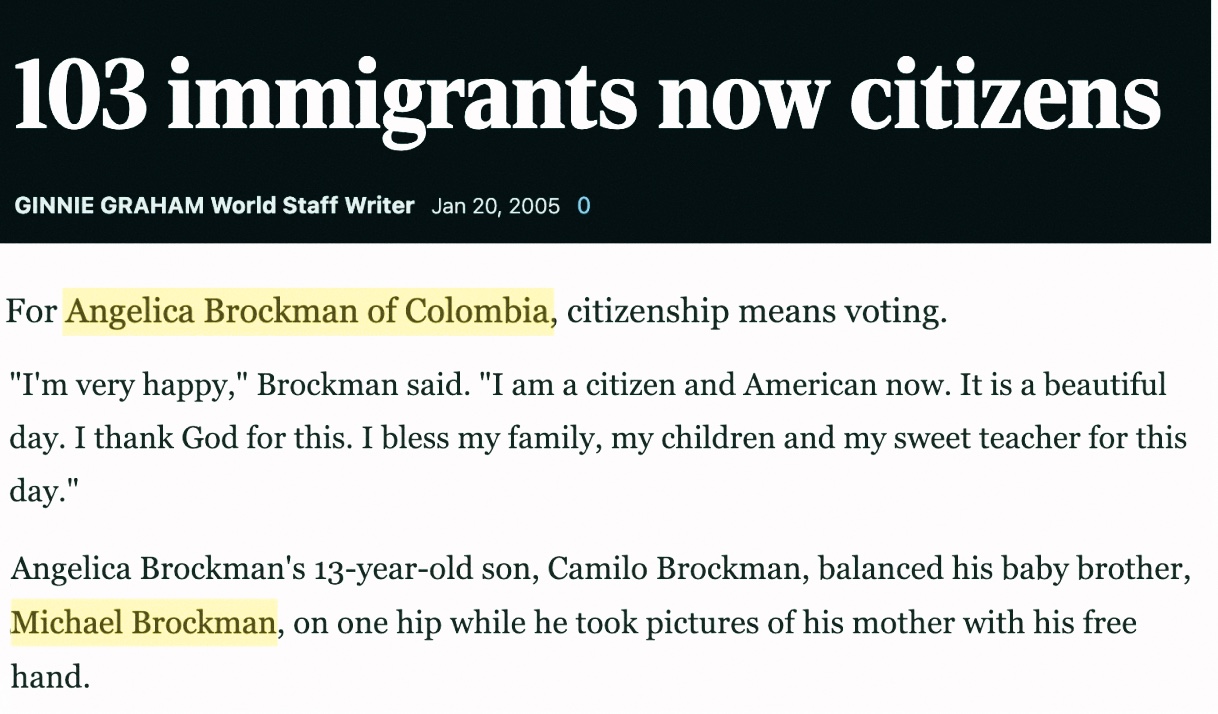 103 immigrants now citizens
GINNIE GRAHAM World Staff Writer Jan 20, 2005 0
For Angelica Brockman of Colombia, citizenship means voting.
"I'm very happy," Brockman said. "I am a citizen and American now. It is a beautiful
day. I thank God for this. I bless my family, my children and my sweet teacher for this
day."
Angelica Brockman's 13-year-old son, Camilo Brockman, balanced his baby brother,
Michael Brockman, on one hip while he took pictures of his mother with his free
hand.